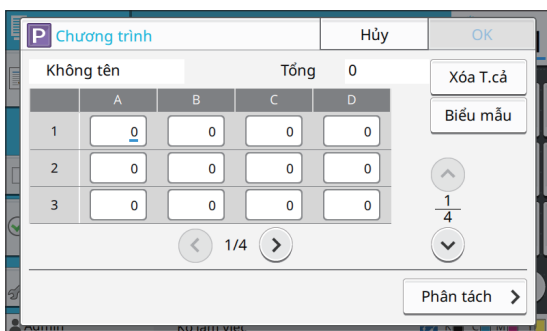 P Chương trình Hủy OK
Không tên Tổng 0 Xóa T.cả
A B C D Biểu mẫu
1 0 0 0 0
2 0 0 0 0
3 0 0 0 0 1
4
1/4
Phân tách
Admin